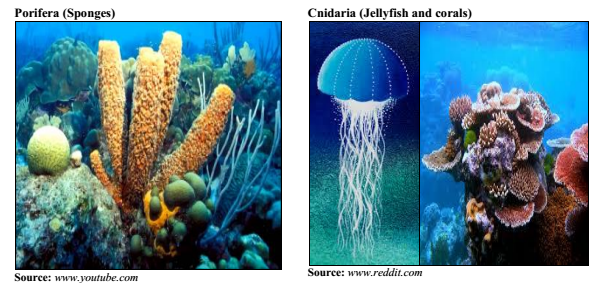 Porifera (Sponges)
Cnidaria (Jellyfish and corals)
Source: www.youtube.com
Source: www.reddit.com